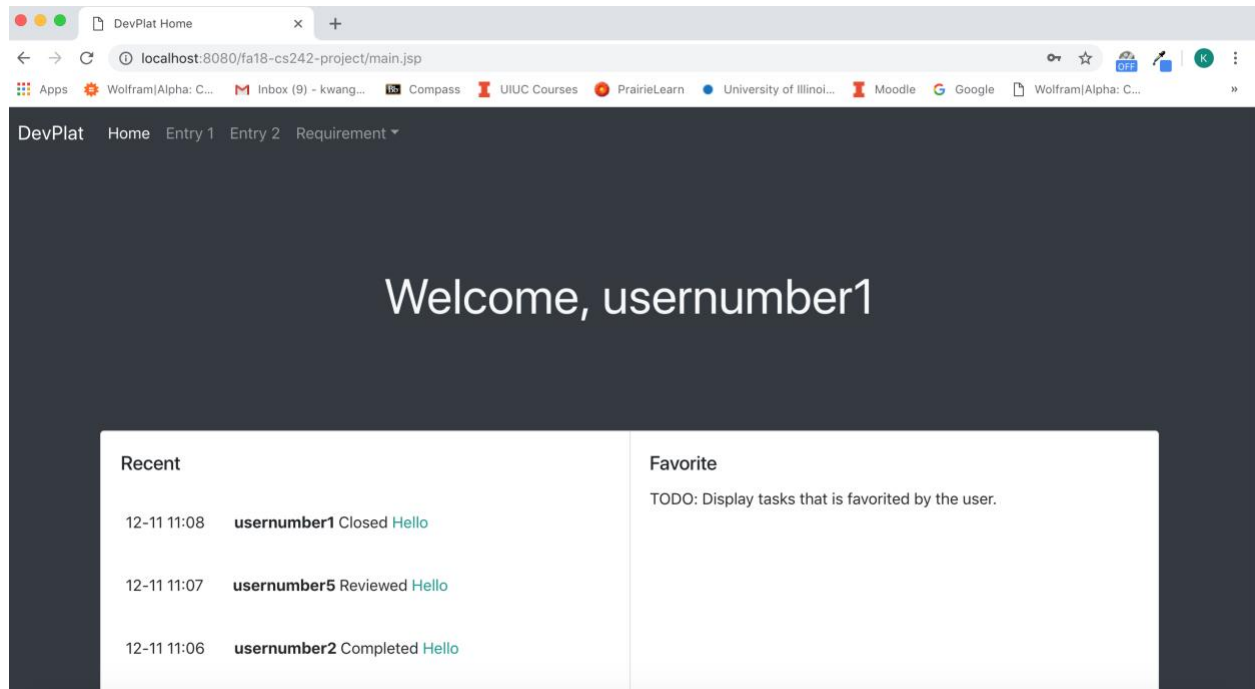 DevPlat Home
localhost:8080/fa18-cs242-project/main.jsp
OFF
K
Apps Wolfram|Alpha: C... Inbox (9) - kwang... Bb Compass UIUC Courses PrairieLearn University of Illinoi... Moodle Google Wolfram|Alpha: C... »
DevPlat Home Entry 1 Entry 2 Requirement
Welcome, usernumber1
Recent
12-11 11:08 usernumber1 Closed Hello
12-11 11:07 usernumber5 Reviewed Hello
12-11 11:06 usernumber2 Completed Hello
Favorite
TODO: Display tasks that is favorited by the user.